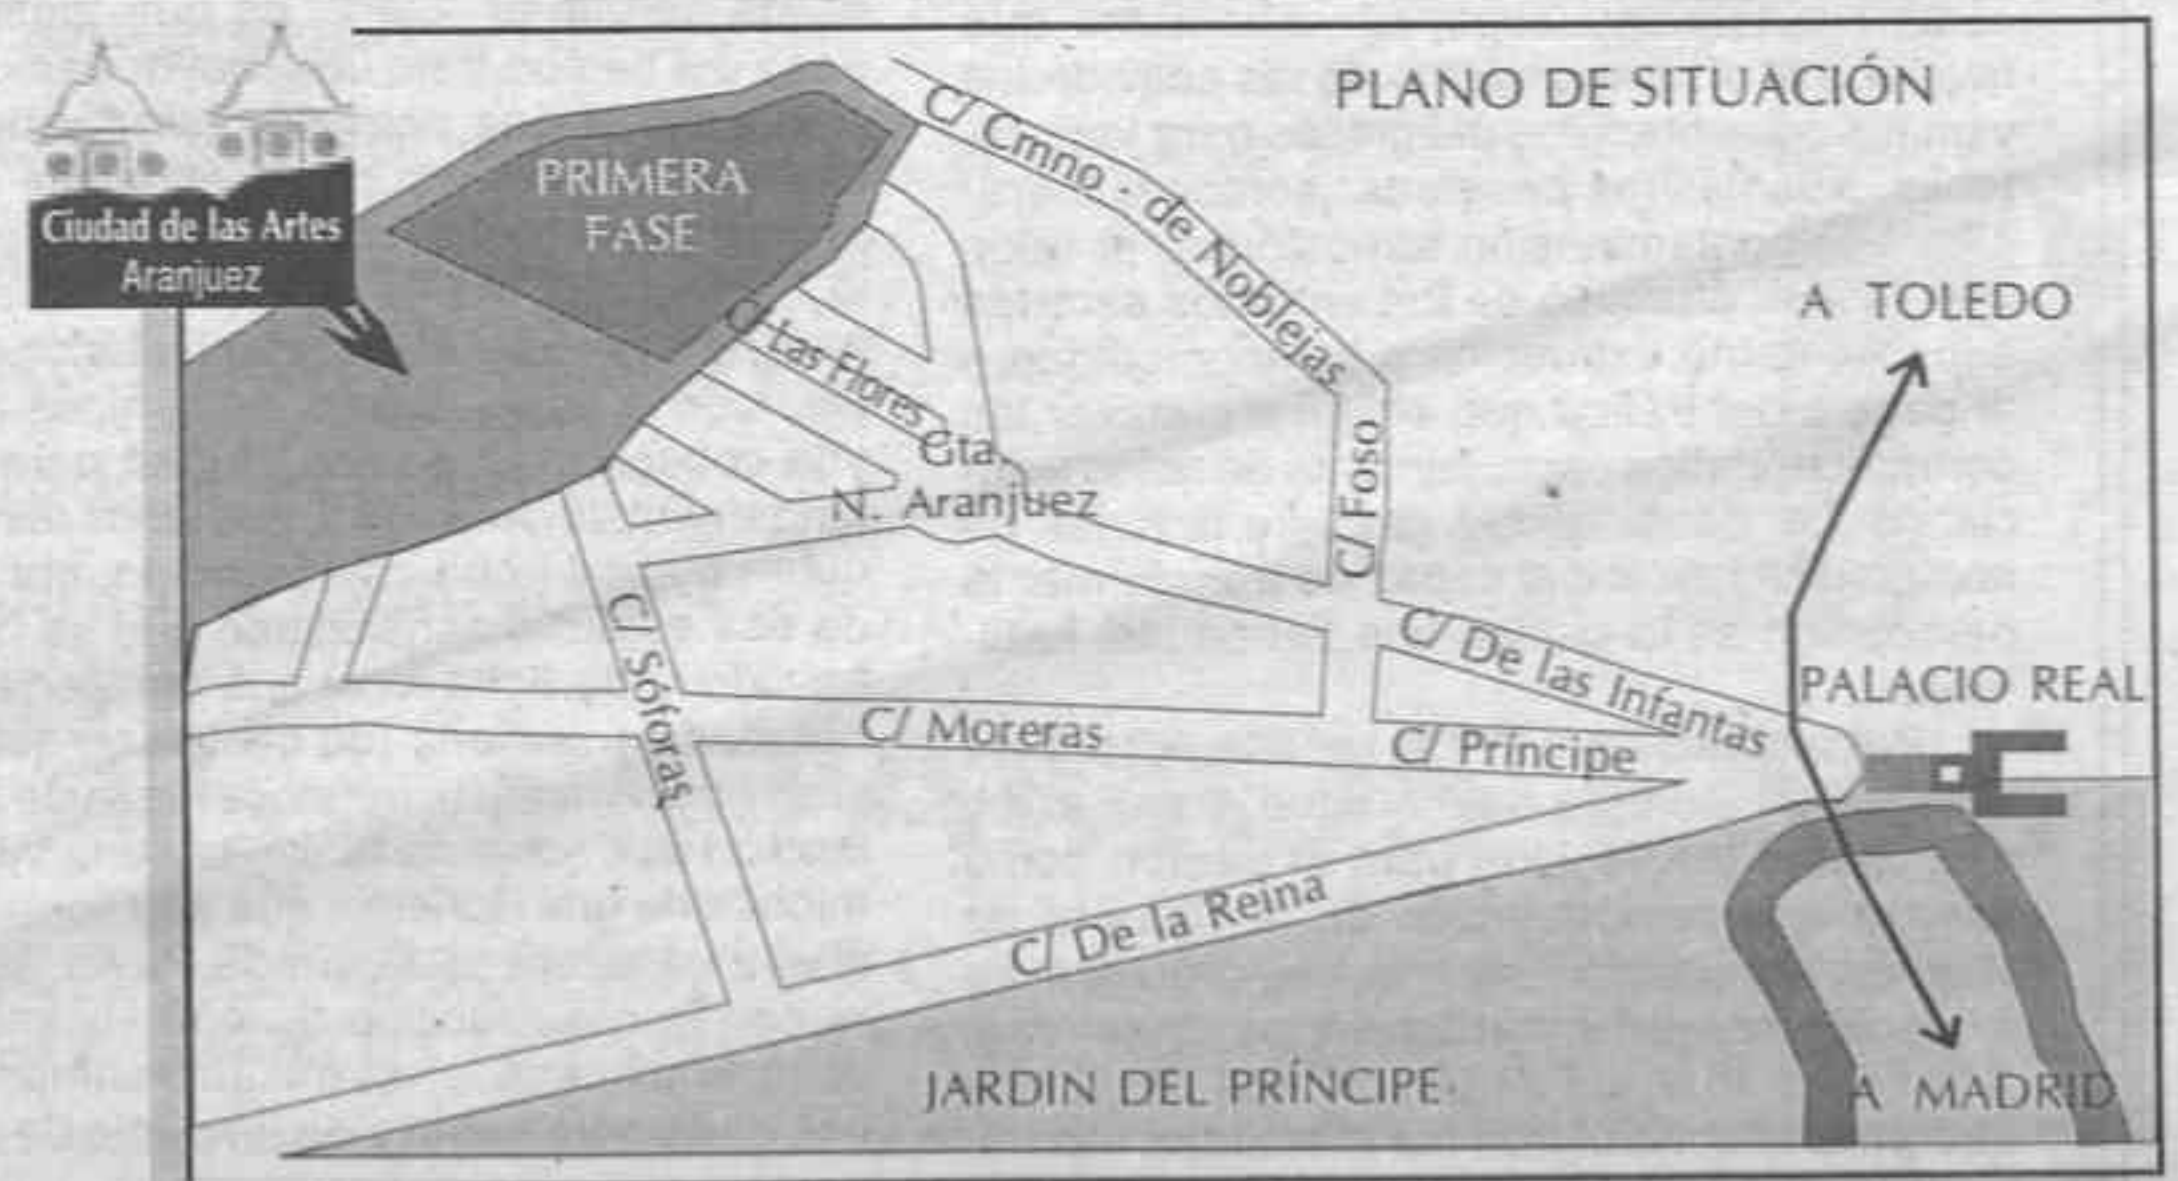 PLANO DE SITUACIÓN
Ciudad de las Artes
Aranjuez
PRIMERA
FASE
C/ Cmno - de Noblejas
A TOLEDO
C/ Las Flores
Gta.
N. Aranjuez
C/ Foso
C/ De las Infantas
PALACIO REAL
C/ Sóforas
C/ Moreras
C/ Príncipe
C/ De la Reina
JARDIN DEL PRÍNCIPE
A MADRID